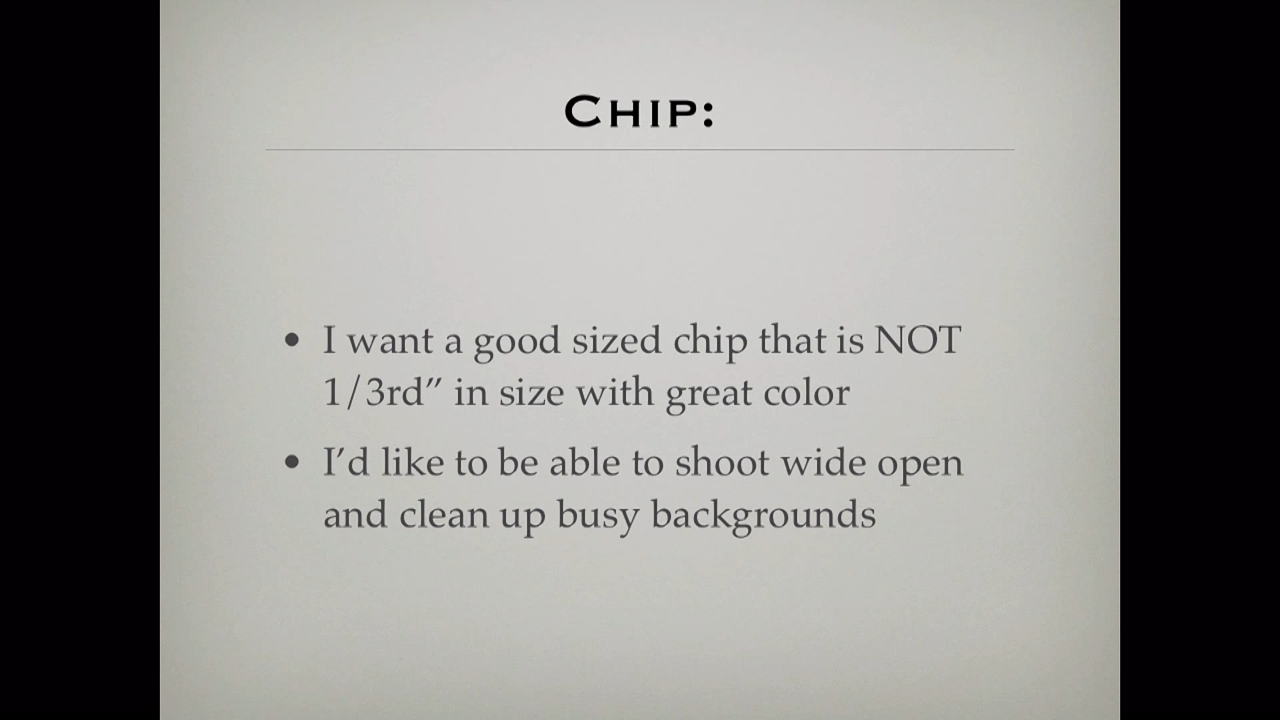 CHIP:
• I want a good sized chip that is NOT
1/3rd” in size with great color
• I’d like to be able to shoot wide open
and clean up busy backgrounds